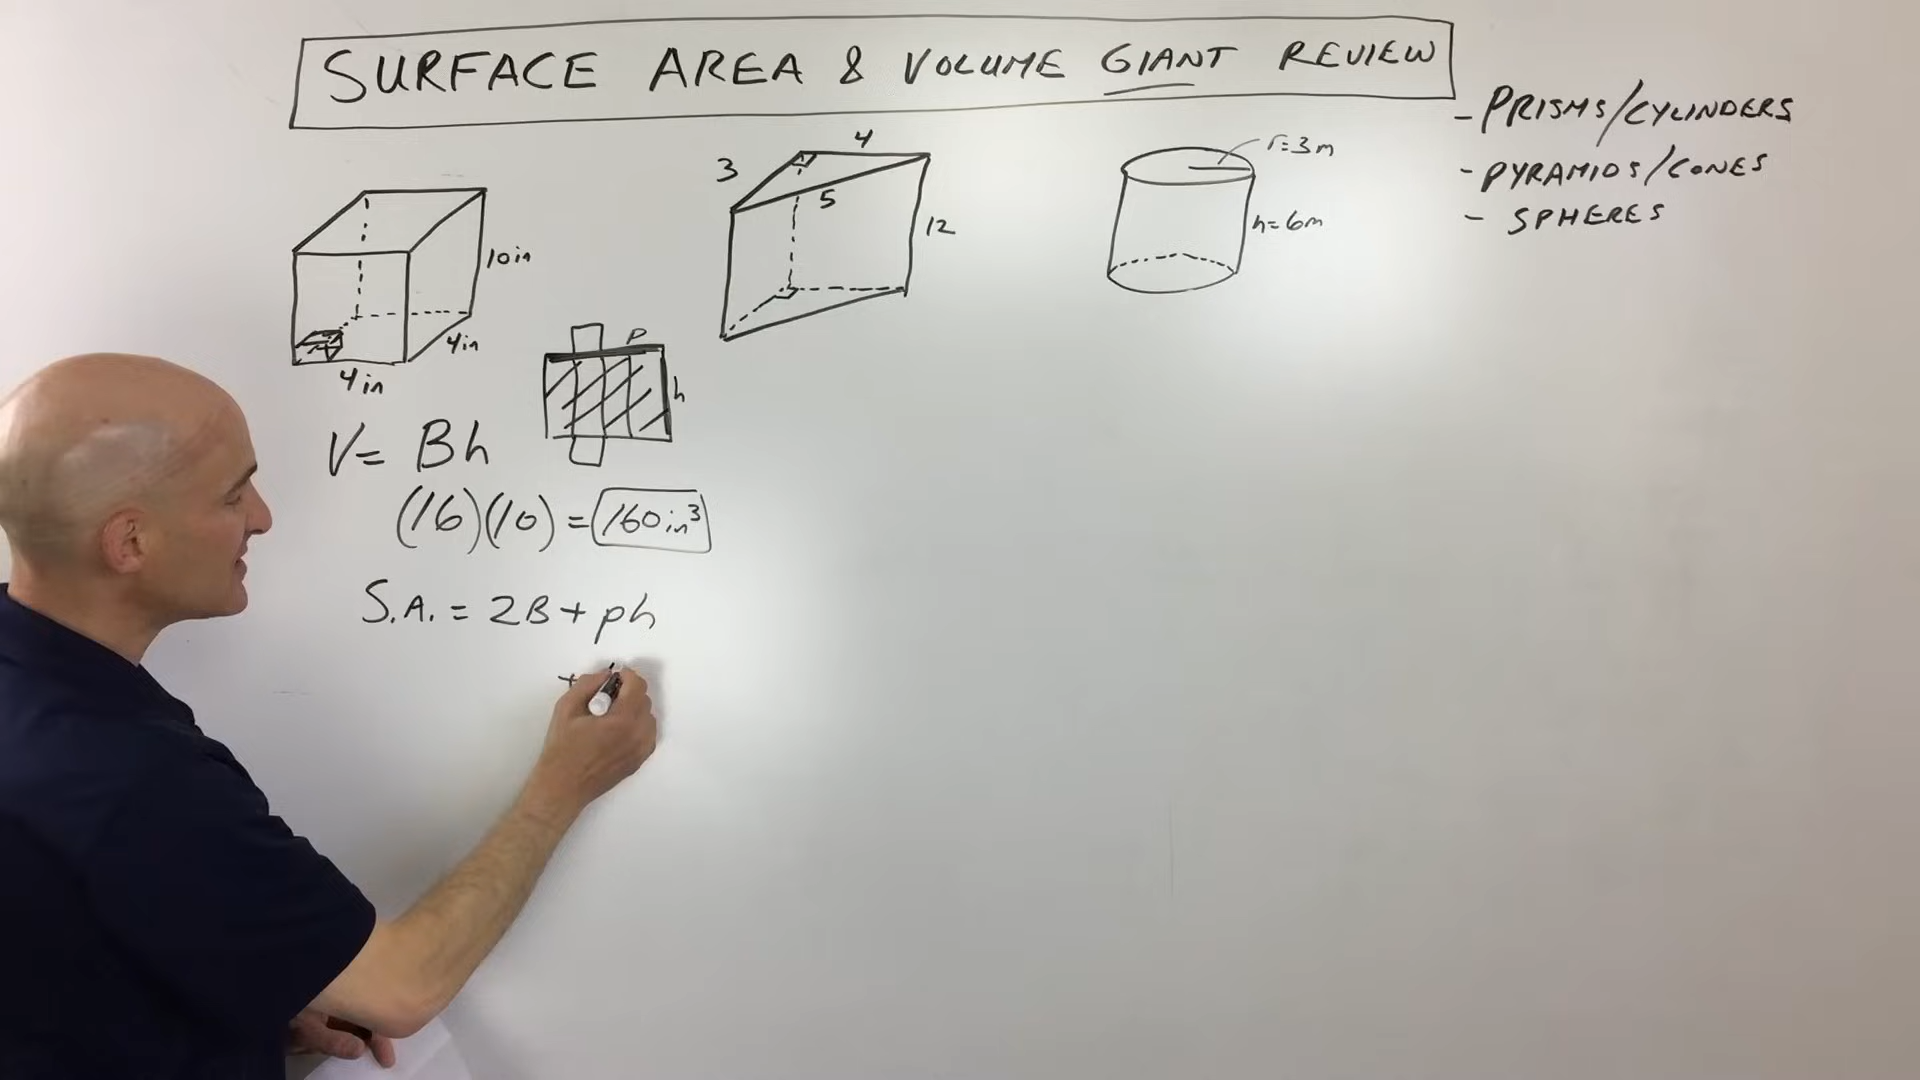 SURFACE AREA & VOLUME GIANT REVIEW
- PRISMS/CYLINDERS
- PYRAMIDS/CONES
- SPHERES
10in
4in
4in
3
4
5
12
r=3m
h=6m
P
h
V= Bh
(16)(10) = 160in³
S.A. = 2B + ph
+